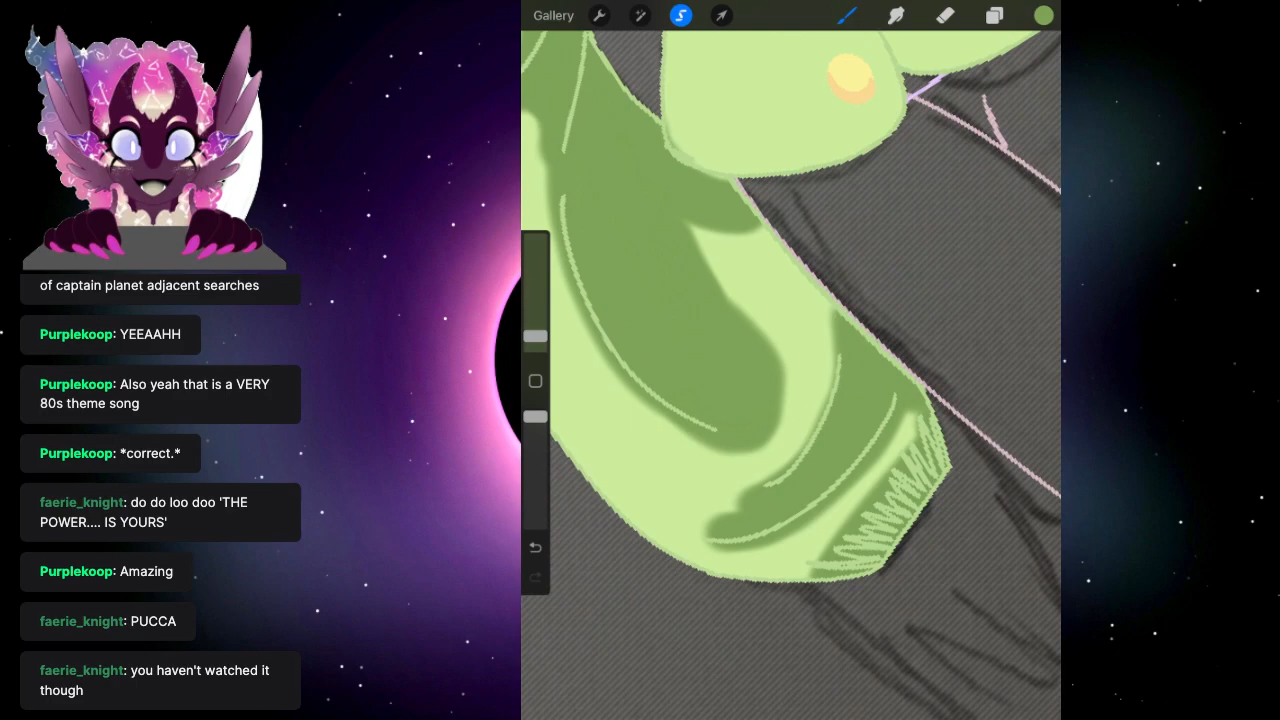 Gallery
of captain planet adjacent searches
Purplekoop: YEEAAHH
Purplekoop: Also yeah that is a VERY
80s theme song
Purplekoop: *correct.*
faerie_knight: do do loo doo 'THE
POWER.... IS YOURS'
Purplekoop: Amazing
faerie_knight: PUCCA
faerie_knight: you haven't watched it
though